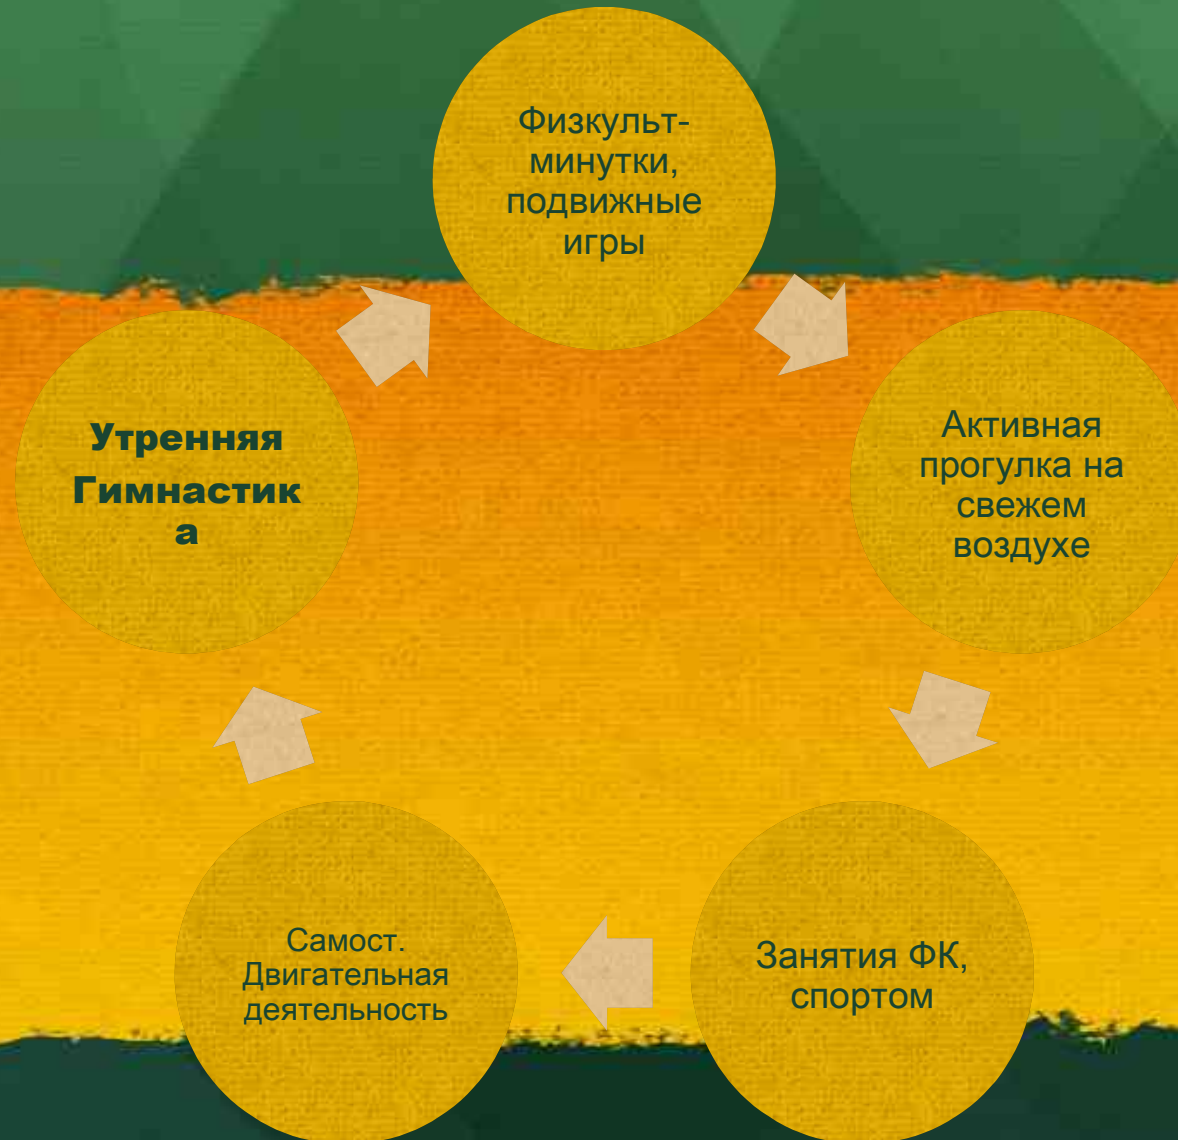 Физкульт-
минутки,
подвижные
игры
Утренняя
Гимнастик
а
Активная
прогулка на
свежем
воздухе
Самост.
Двигательная
деятельность
Занятия ФК,
спортом